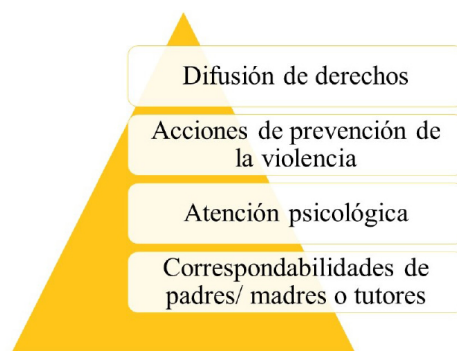 Difusión de derechos
Acciones de prevención de
la violencia
Atención psicológica
Correspondabilidades de
padres/ madres o tutores